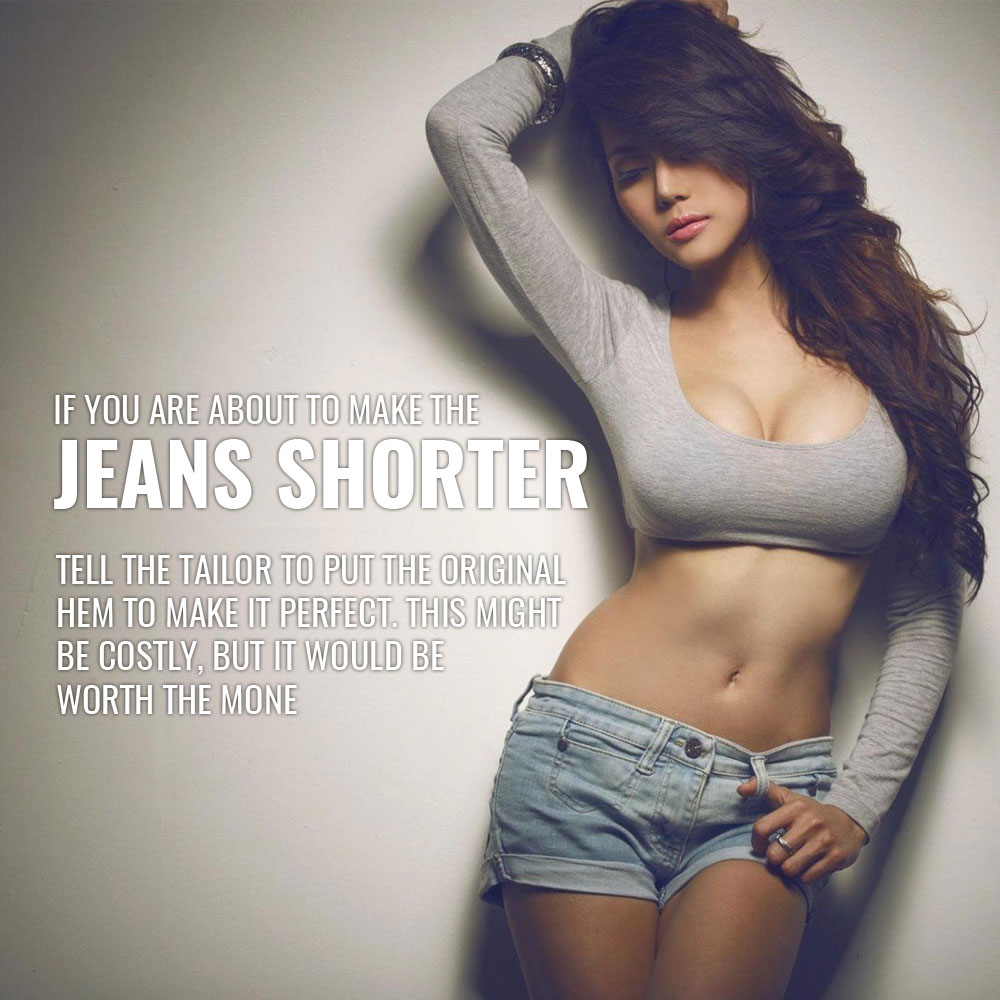 IF YOU ARE ABOUT TO MAKE THE
JEANS SHORTER
TELL THE TAILOR TO PUT THE ORIGINAL
HEM TO MAKE IT PERFECT. THIS MIGHT
BE COSTLY, BUT IT WOULD BE
WORTH THE MONE